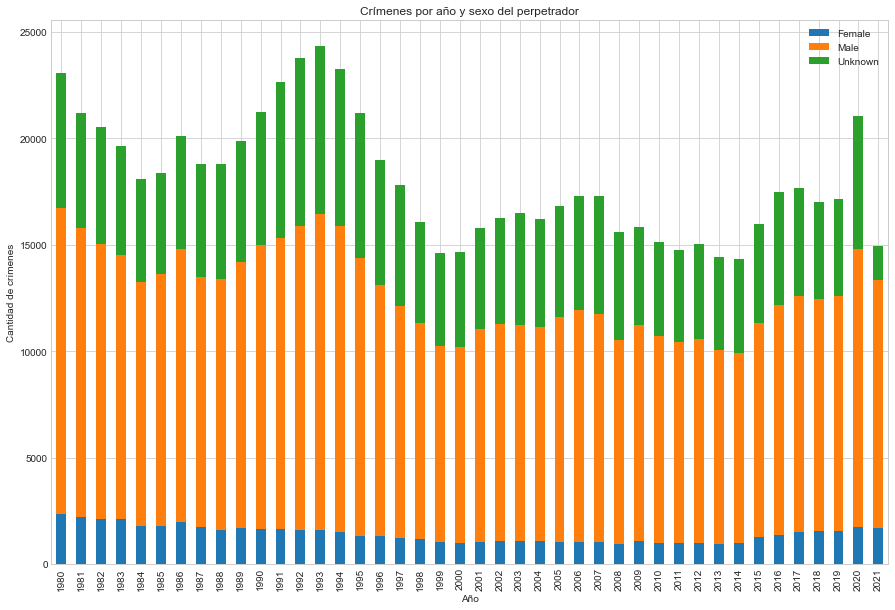 Crímenes por año y sexo del perpetrador
Female
Male
Unknown
25000
20000
15000
10000
5000
0
Cantidad de crímenes
1980 1981 1982 1983 1984 1985 1986 1987 1988 1989 1990 1991 1992 1993 1994 1995 1996 1997 1998 1999 2000 2001 2002 2003 2004 2005 2006 2007 2008 2009 2010 2011 2012 2013 2014 2015 2016 2017 2018 2019 2020 2021
Año